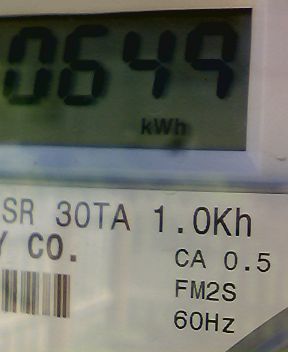 0649
kWh
SR 30TA 1.0Kh
Y CO.
CA 0.5
FM2S
60Hz